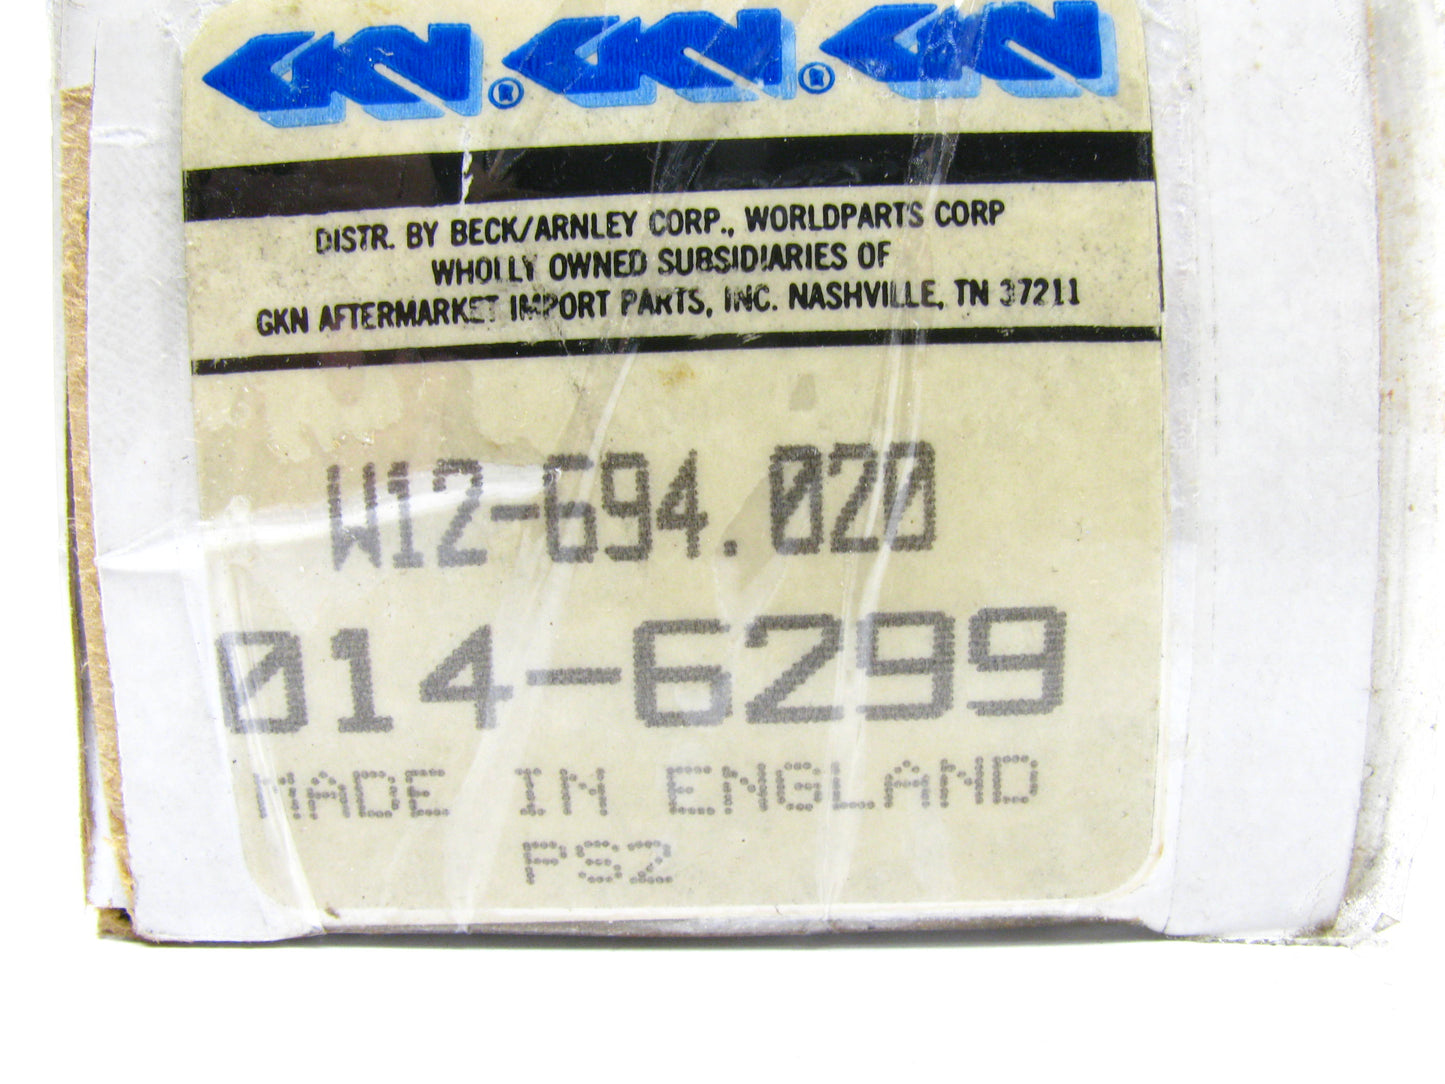 GKN® GKN® GKN
DISTR. BY BECK/ARNLEY CORP., WORLDPARTS CORP
WHOLLY OWNED SUBSIDIARIES OF
GKN AFTERMARKET IMPORT PARTS, INC. NASHVILLE, TN 37211
W12-694.020
014-6299
MADE IN ENGLAND
PS2